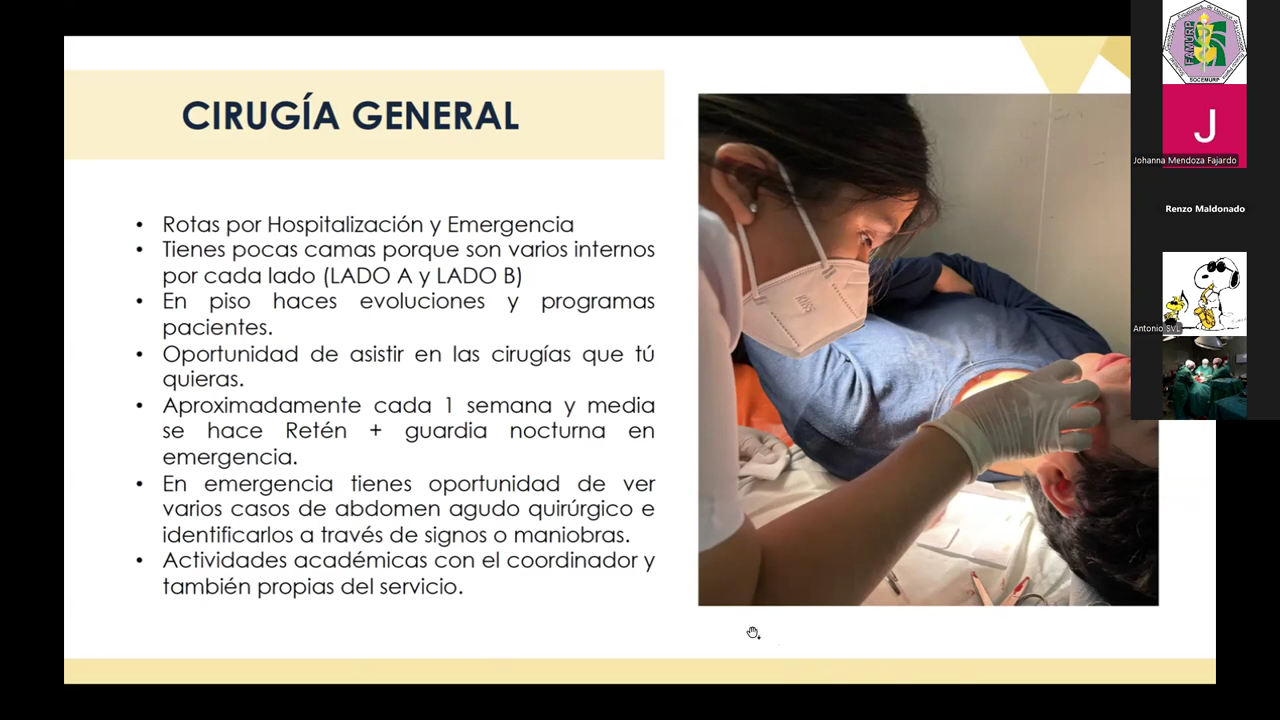 CIRUGÍA GENERAL
• Rotas por Hospitalización y Emergencia
• Tienes pocas camas porque son varios internos
por cada lado (LADO A y LADO B)
• En piso haces evoluciones y programas
pacientes.
• Oportunidad de asistir en las cirugías que tú
quieras.
• Aproximadamente cada 1 semana y media
se hace Retén + guardia nocturna en
emergencia.
• En emergencia tienes oportunidad de ver
varios casos de abdomen agudo quirúrgico e
identificarlos a través de signos o maniobras.
• Actividades académicas con el coordinador y
también propias del servicio.
KN95
FAMURP
SOCEMURP
J
Johanna Mendoza Fajardo
Renzo Maldonado
Antonio SVL